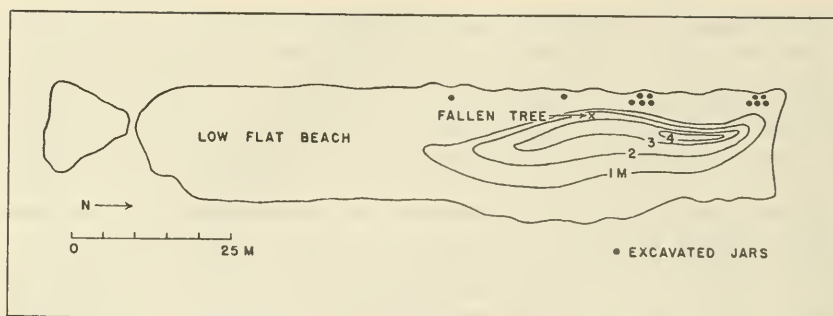 FALLEN TREE
LOW FLAT BEACH
4
3
2
1 M
N
0 25 M
EXCAVATED JARS